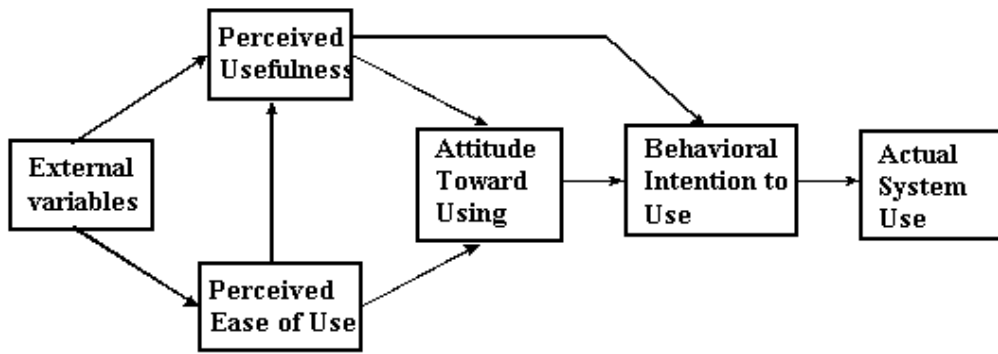 Perceived
Usefulness
External
variables
Perceived
Ease of Use
Attitude
Toward
Using
Behavioral
Intention to
Use
Actual
System
Use